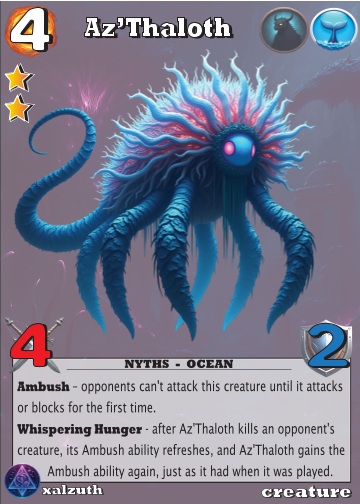 4 Az'Thaloth
4 2
NYTHS - OCEAN
Ambush - opponents can't attack this creature until it attacks
or blocks for the first time.
Whispering Hunger - after Az'Thaloth kills an opponent's
creature, its Ambush ability refreshes, and Az'Thaloth gains the
Ambush ability again, just as it had when it was played.
xalzuth creature